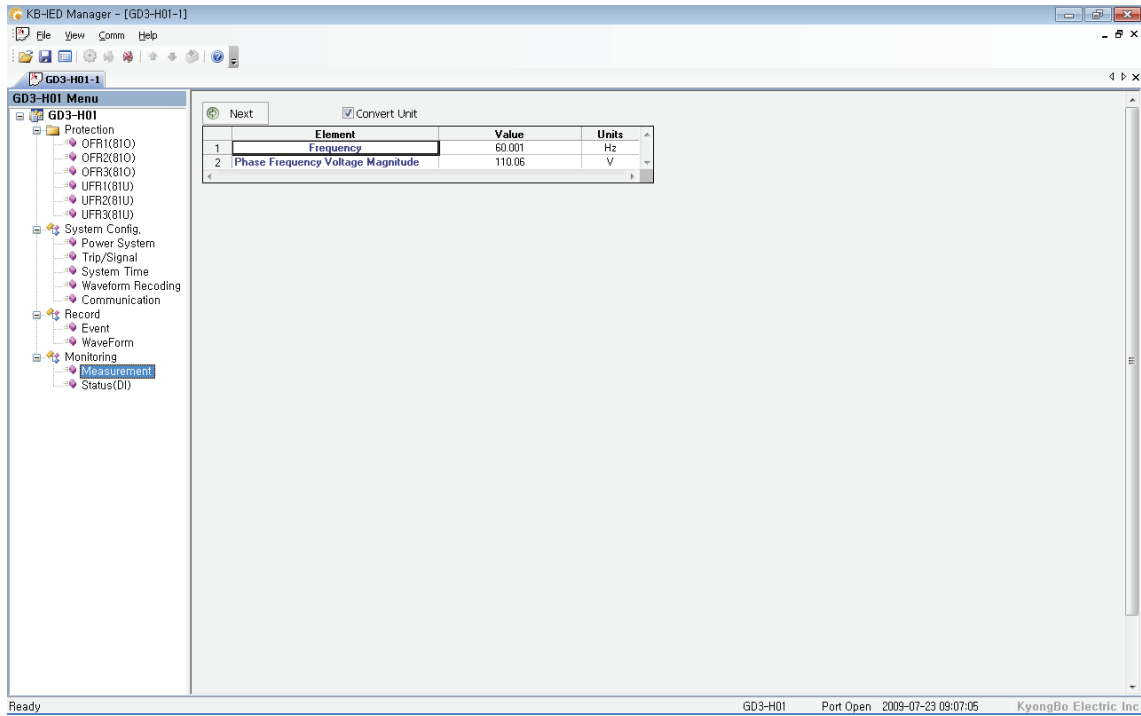 KB-IED Manager - [GD3-H01-1]
File View Comm Help
GD3-H01-1
GD3-H01 Menu
GD3-H01
Protection
OFR1(81O)
OFR2(81O)
OFR3(81O)
UFR1(81U)
UFR2(81U)
UFR3(81U)
System Config.
Power System
Trip/Signal
System Time
Waveform Recoding
Communication
Record
Event
WaveForm
Monitoring
Measurement
Status(DI)
Next Convert Unit
Element Value Units
1 Frequency 60.001 Hz
2 Phase Frequency Voltage Magnitude 110.06 V
Ready GD3-H01 Port Open 2009-07-23 09:07:05 KyongBo Electric Inc